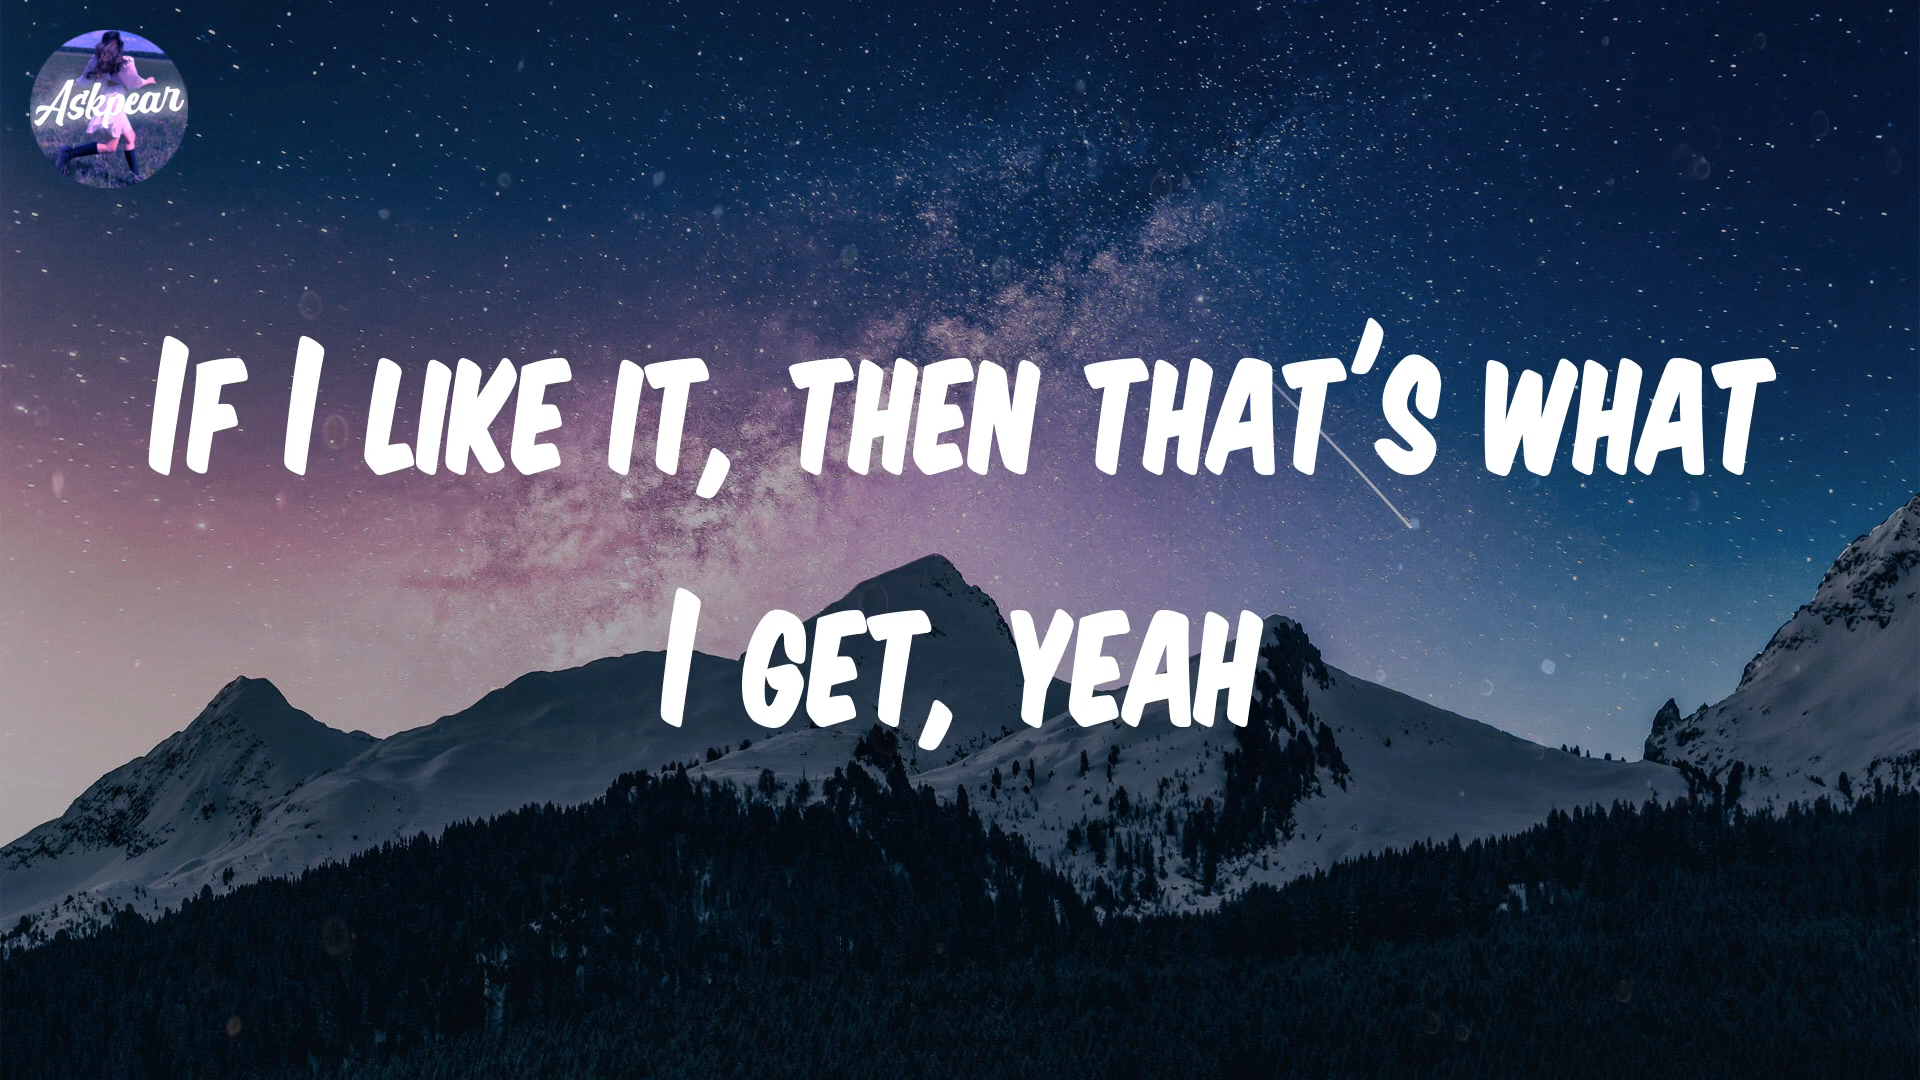 Askpear
If I like it, then that's what
I get, yeah